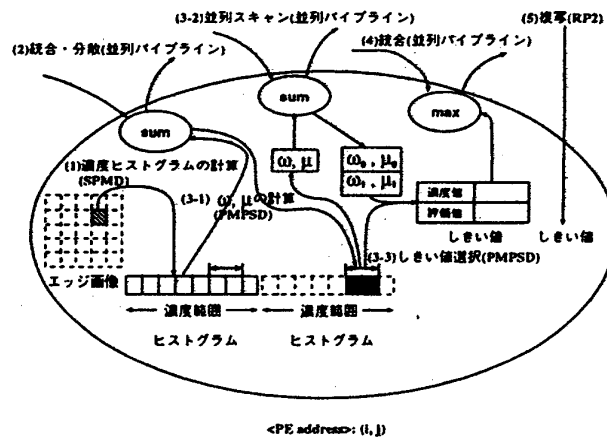 (3-2)並列スキャン(並列パイプライン)
(5)複写(RP2)
(2)統合・分散(並列パイプライン)
(4)統合(並列パイプライン)
sum
sum
max
ω, μ
ω₀, μ₀
ω₁, μ₁
(1)濃度ヒストグラムの計算
(SPMD)
(3-1) ω, μの計算
(PMPSD)
濃度値
評価値
しきい値
しきい値
(3-3)しきい値選択(PMPSD)
エッジ画像
濃度範囲
濃度範囲
ヒストグラム
ヒストグラム
<PE address>: (i, j)